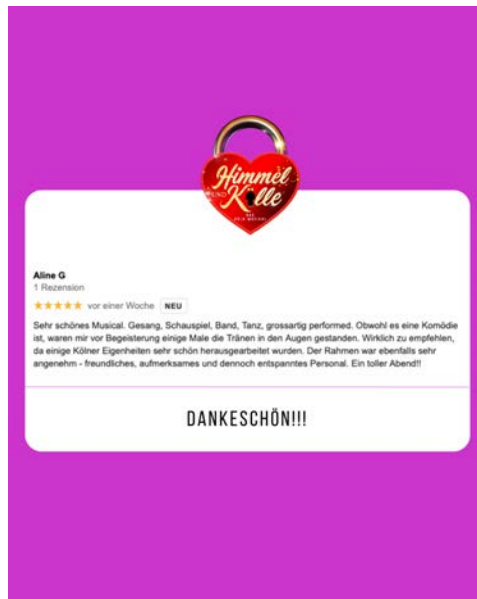 Himmel
UND
Kölle
Aline G
1 Rezension
vor einer Woche NEU
Sehr schönes Musical. Gesang, Schauspiel, Band, Tanz, grossartig performed. Obwohl es eine Komödie
ist, waren mir vor Begeisterung einige Male die Tränen in den Augen gestanden. Wirklich zu empfehlen,
da einige Kölner Eigenheiten sehr schön herausgearbeitet wurden. Der Rahmen war ebenfalls sehr
angenehm - freundliches, aufmerksames und dennoch entspanntes Personal. Ein toller Abend!!
DANKESCHÖN!!!